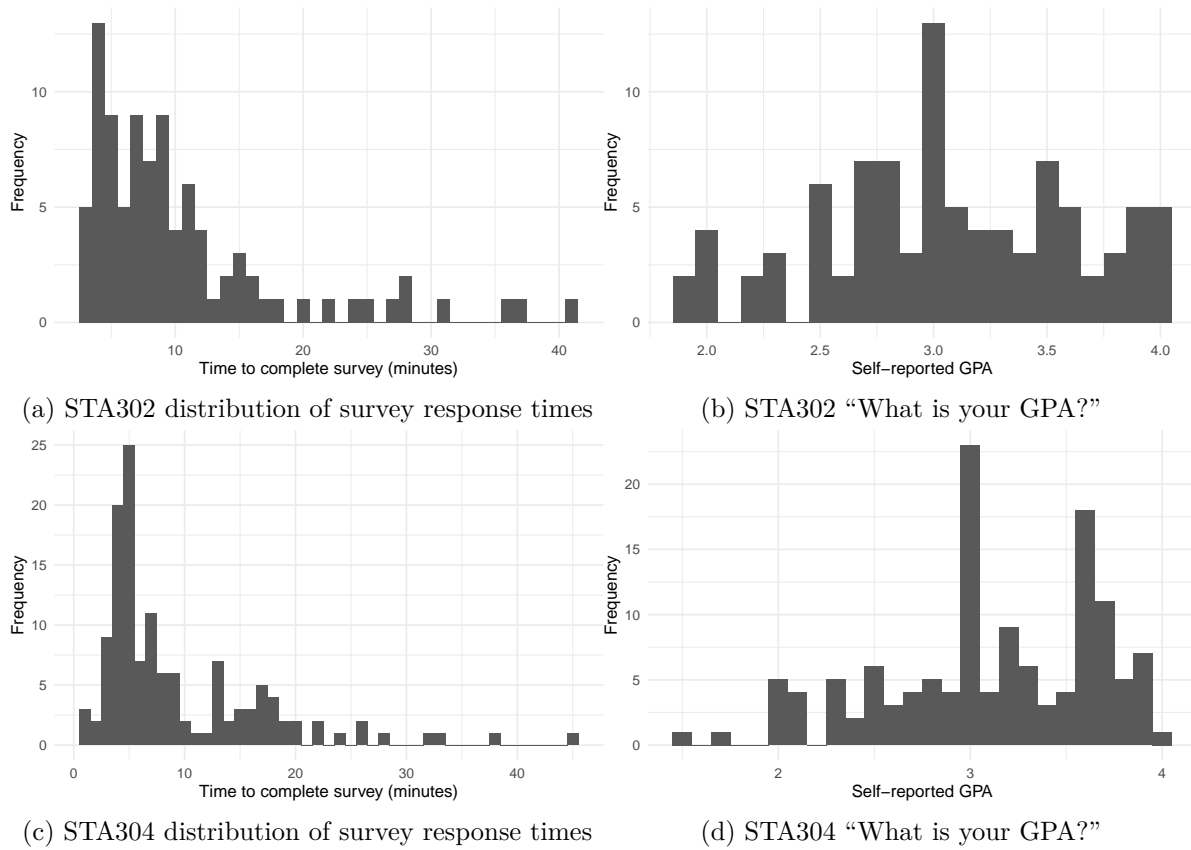 10
5
0
Frequency
10 20 30 40
Time to complete survey (minutes)
(a) STA302 distribution of survey response times
10
5
0
Frequency
2.0 2.5 3.0 3.5 4.0
Self−reported GPA
(b) STA302 “What is your GPA?”
25
20
15
10
5
0
Frequency
0 10 20 30 40
Time to complete survey (minutes)
(c) STA304 distribution of survey response times
20
15
10
5
0
Frequency
2 3 4
Self−reported GPA
(d) STA304 “What is your GPA?”